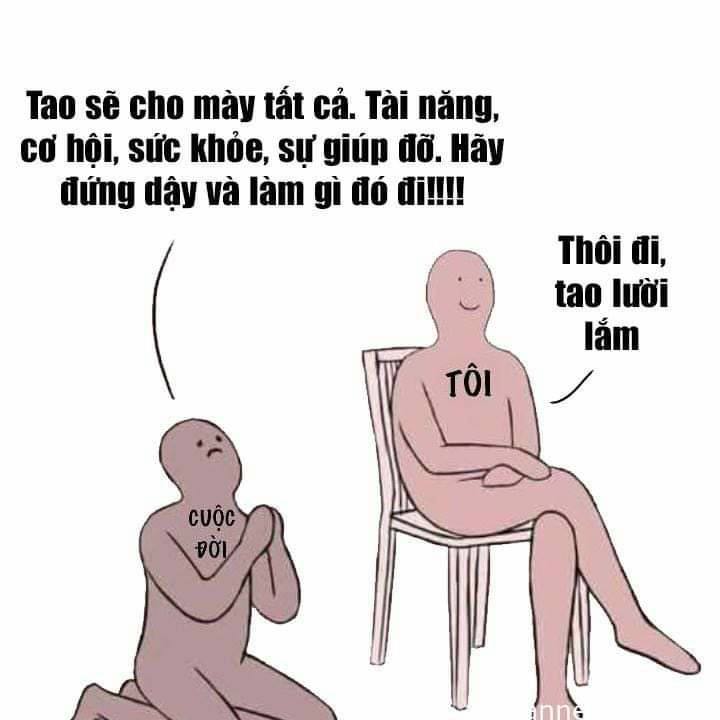 Tao sẽ cho mày tất cả. Tài năng,
cơ hội, sức khỏe, sự giúp đỡ. Hãy
đứng dậy và làm gì đó đi!!!!
Thôi đi,
tao lười
lắm
TÔI
CUỘC
ĐỜI